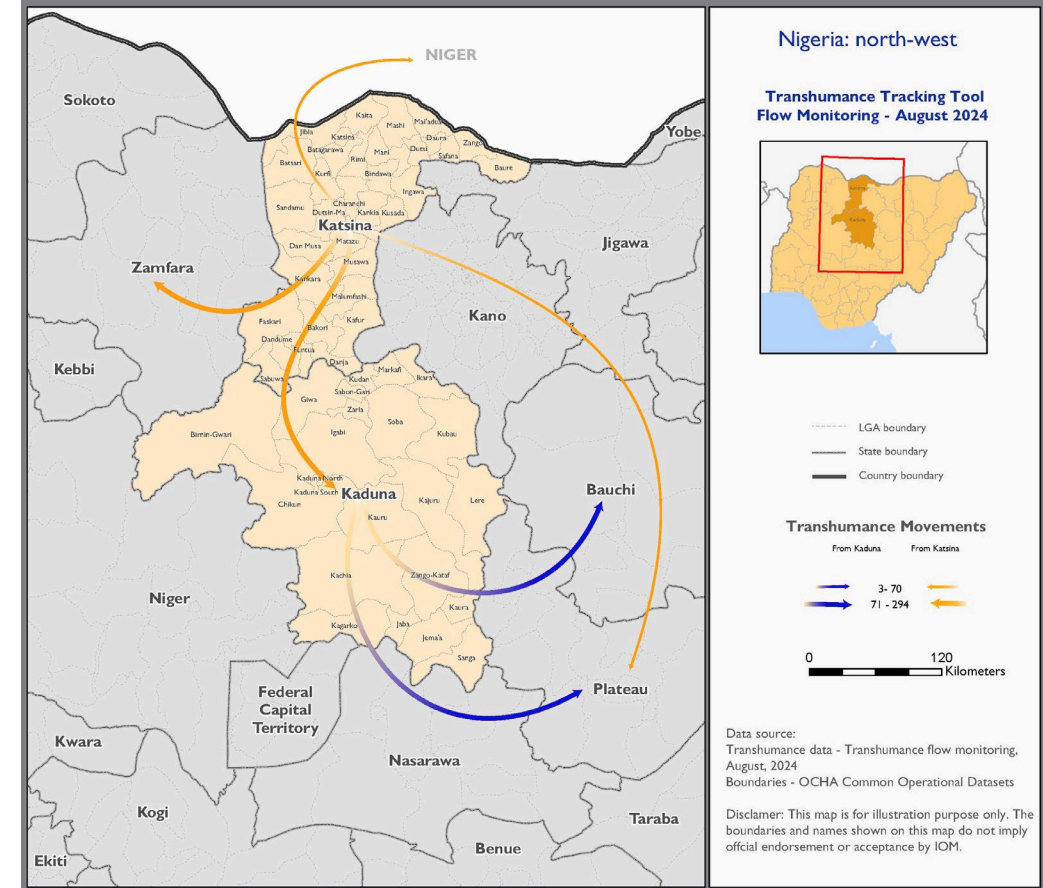 NIGER
Sokoto
Yobe
Kaita
Mai'adua
Mashi
Jibia
Katsina
Daura
Zango
Batagarawa
Mani
Dutsi
Rimi
Safana
Batsari
Baure
Kurfi
Bindawa
Ingawa
Charanchi
Sandamu
Dutsin-Ma
Kankia
Kusada
Katsina
Matazu
Dan Musa
Jigawa
Musawa
Zamfara
Kankara
Malumfashi
Kano
Faskari
Kafur
Bakori
Dandume
Funtua
Danja
Kebbi
Markafi
Sabuwa
Kudan
Ikara
Sabon-Gari
Giwa
Zaria
Soba
Birnin-Gwari
Igabi
Kubau
Kaduna North
Bauchi
Kaduna South
Kaduna
Kajuru
Lere
Chikun
Kauru
Kachia
Zango-Kataf
Niger
Kaura
Kagarko
Jaba
Jema'a
Sanga
Plateau
Federal
Capital
Territory
Kwara
Nasarawa
Kogi
Taraba
Benue
Ekiti
Nigeria: north-west
Transhumance Tracking Tool
Flow Monitoring - August 2024
LGA boundary
State boundary
Country boundary
Transhumance Movements
From Kaduna From Katsina
3- 70
71 - 294
0 120
Kilometers
Data source:
Transhumance data - Transhumance flow monitoring,
August, 2024
Boundaries - OCHA Common Operational Datasets
Disclamer: This map is for illustration purpose only. The
boundaries and names shown on this map do not imply
offcial endorsement or acceptance by IOM.